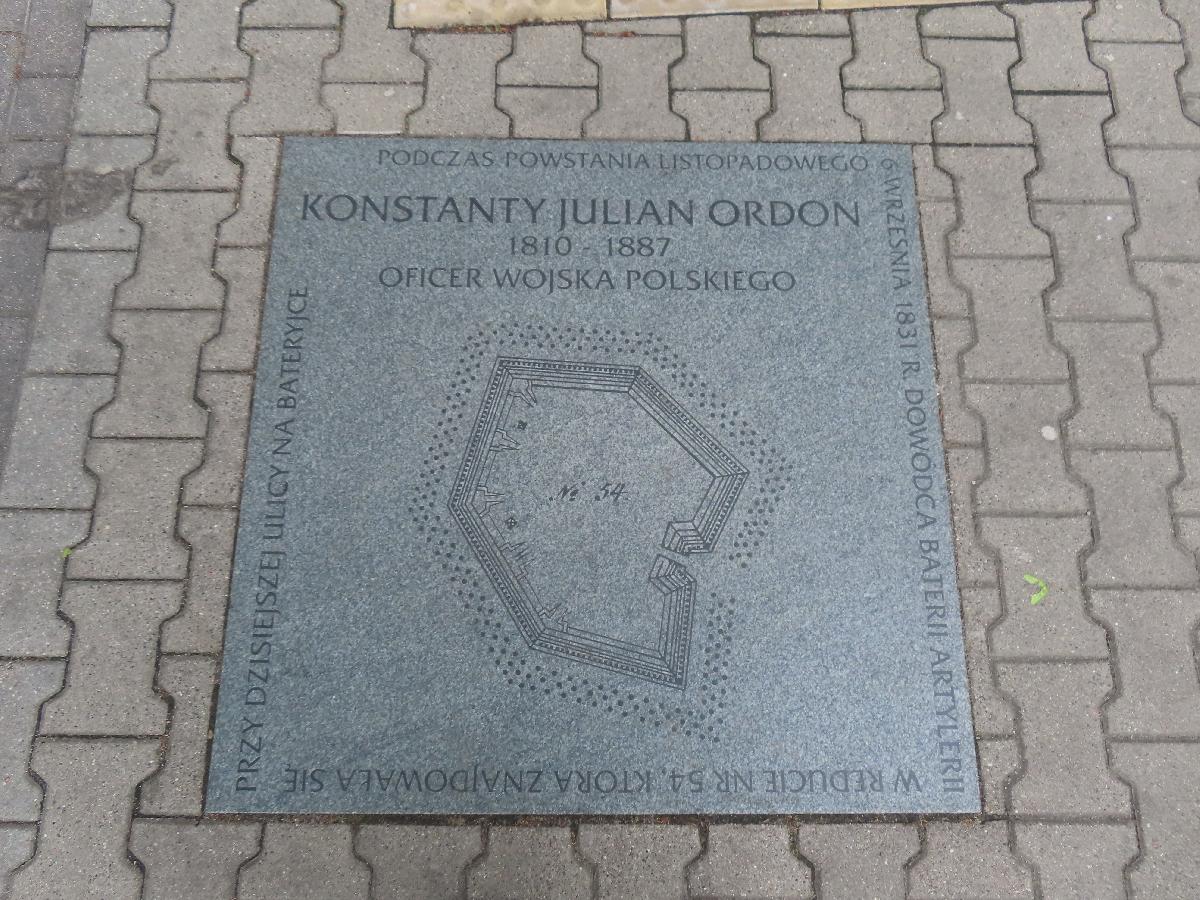 KONSTANTY JULIAN ORDON
1810 - 1887
OFICER WOJSKA POLSKIEGO
PODCZAS POWSTANIA LISTOPADOWEGO
6 WRZEŚNIA 1831 R. DOWÓDCA BATERII ARTYLERII
W REDUCIE NR 54, KTÓRA ZNAJDOWAŁA SIĘ
PRZY DZISIEJSZEJ ULICY NA BATERYJCE
№ 54.